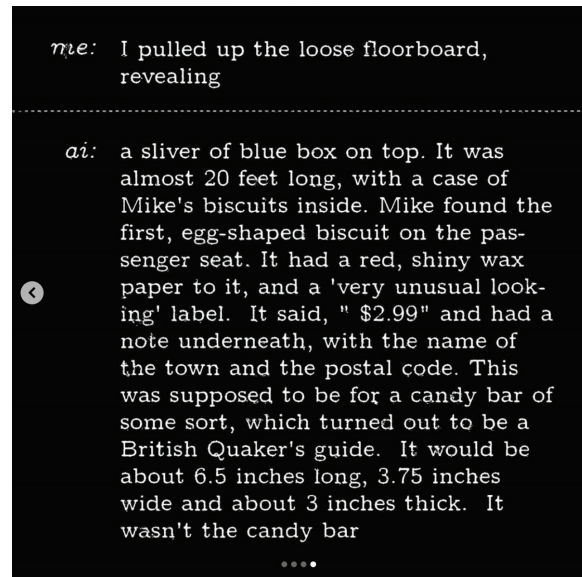 me: I pulled up the loose floorboard,
revealing
ai: a sliver of blue box on top. It was
almost 20 feet long, with a case of
Mike's biscuits inside. Mike found the
first, egg-shaped biscuit on the pas-
senger seat. It had a red, shiny wax
paper to it, and a 'very unusual look-
ing' label.  It said, " $2.99" and had a
note underneath, with the name of
the town and the postal code. This
was supposed to be for a candy bar of
some sort, which turned out to be a
British Quaker's guide.  It would be
about 6.5 inches long, 3.75 inches
wide and about 3 inches thick.  It
wasn't the candy bar